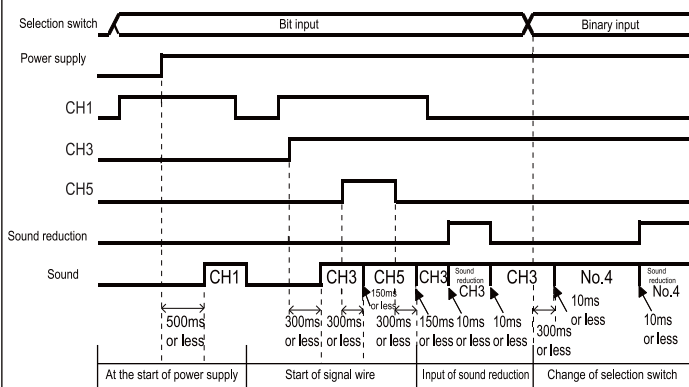 Selection switch
Bit input
Binary input
Power supply
CH1
CH3
CH5
Sound reduction
Sound
CH1
CH3
CH5
CH3
Sound
reduction
CH3
CH3
No.4
Sound
reduction
No.4
500ms
or less
300ms
or less
300ms
or less
150ms
or less
300ms
or less
150ms
or less
10ms
or less
10ms
or less
300ms
or less
10ms
or less
10ms
or less
At the start of power supply
Start of signal wire
Input of sound reduction
Change of selection switch